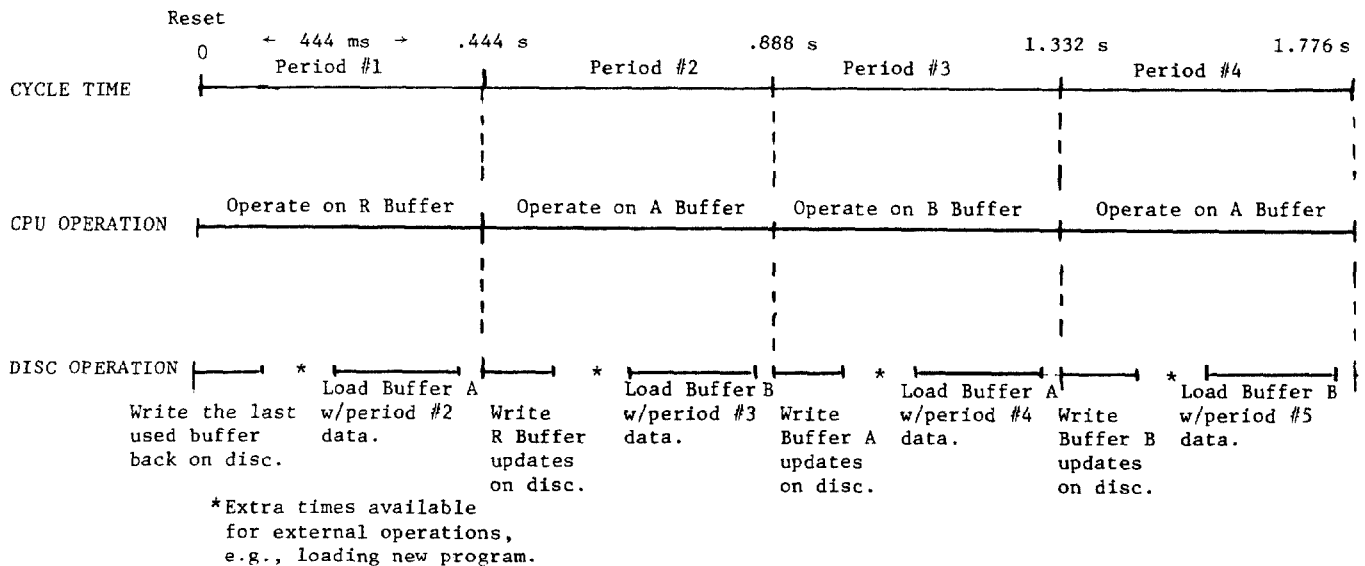 Reset
0 ← 444 ms → .444 s .888 s 1.332 s 1.776 s
Period #1 Period #2 Period #3 Period #4
CYCLE TIME
Operate on R Buffer Operate on A Buffer Operate on B Buffer Operate on A Buffer
CPU OPERATION
DISC OPERATION * * * *
Write the last
used buffer
back on disc.
Load Buffer A
w/period #2
data.
Write
R Buffer
updates
on disc.
Load Buffer B
w/period #3
data.
Write
Buffer A
updates
on disc.
Load Buffer A
w/period #4
data.
Write
Buffer B
updates
on disc.
Load Buffer B
w/period #5
data.
*Extra times available
for external operations,
e.g., loading new program.